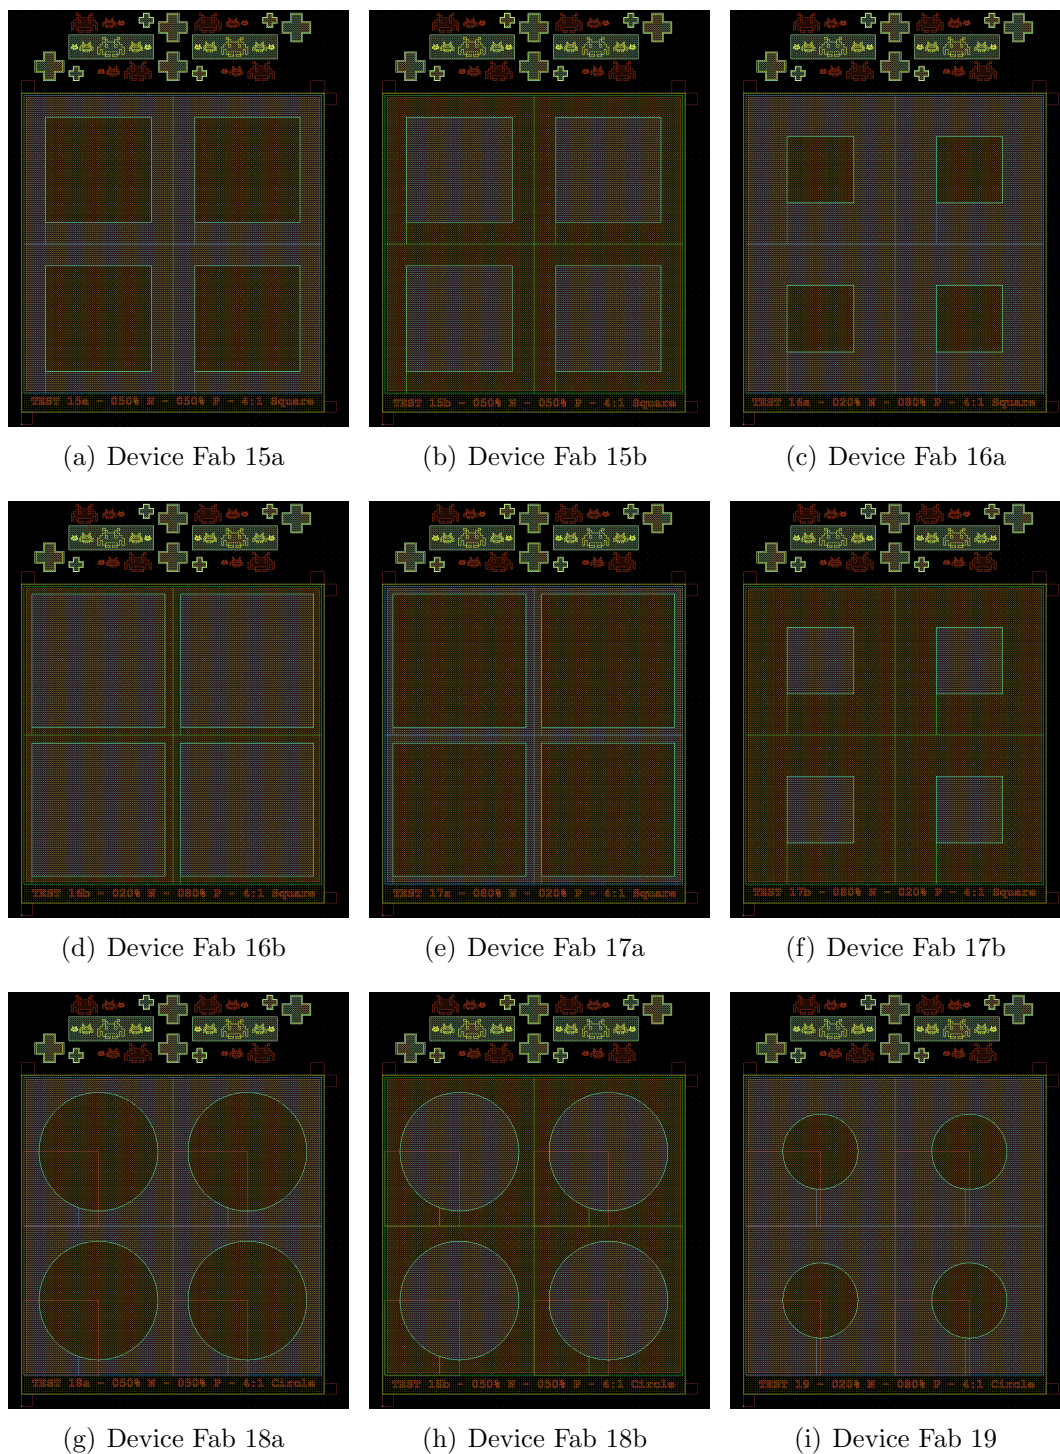 TEST 15a - 050% N - 050% P - 4:1 Square
TEST 15b - 050% N - 050% P - 4:1 Square
TEST 16a - 020% N - 080% P - 4:1 Square
(a) Device Fab 15a
(b) Device Fab 15b
(c) Device Fab 16a
TEST 16b - 020% N - 080% P - 4:1 Square
TEST 17a - 080% N - 020% P - 4:1 Square
TEST 17b - 080% N - 020% P - 4:1 Square
(d) Device Fab 16b
(e) Device Fab 17a
(f) Device Fab 17b
TEST 18a - 050% N - 050% P - 4:1 Circle
TEST 18b - 050% N - 050% P - 4:1 Circle
TEST 19 - 020% N - 080% P - 4:1 Circle
(g) Device Fab 18a
(h) Device Fab 18b
(i) Device Fab 19